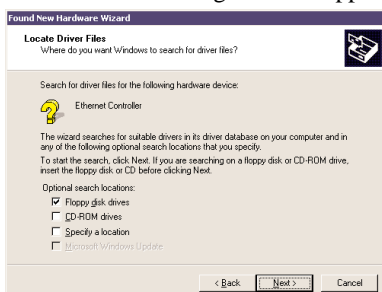 Found New Hardware Wizard
Locate Driver Files
Where do you want Windows to search for driver files?
Search for driver files for the following hardware device:
Ethernet Controller
The wizard searches for suitable drivers in its driver database on your computer and in
any of the following optional search locations that you specify.
To start the search, click Next. If you are searching on a floppy disk or CD-ROM drive,
insert the floppy disk or CD before clicking Next.
Optional search locations:
Floppy disk drives
CD-ROM drives
Specify a location
Microsoft Windows Update
< Back Next > Cancel